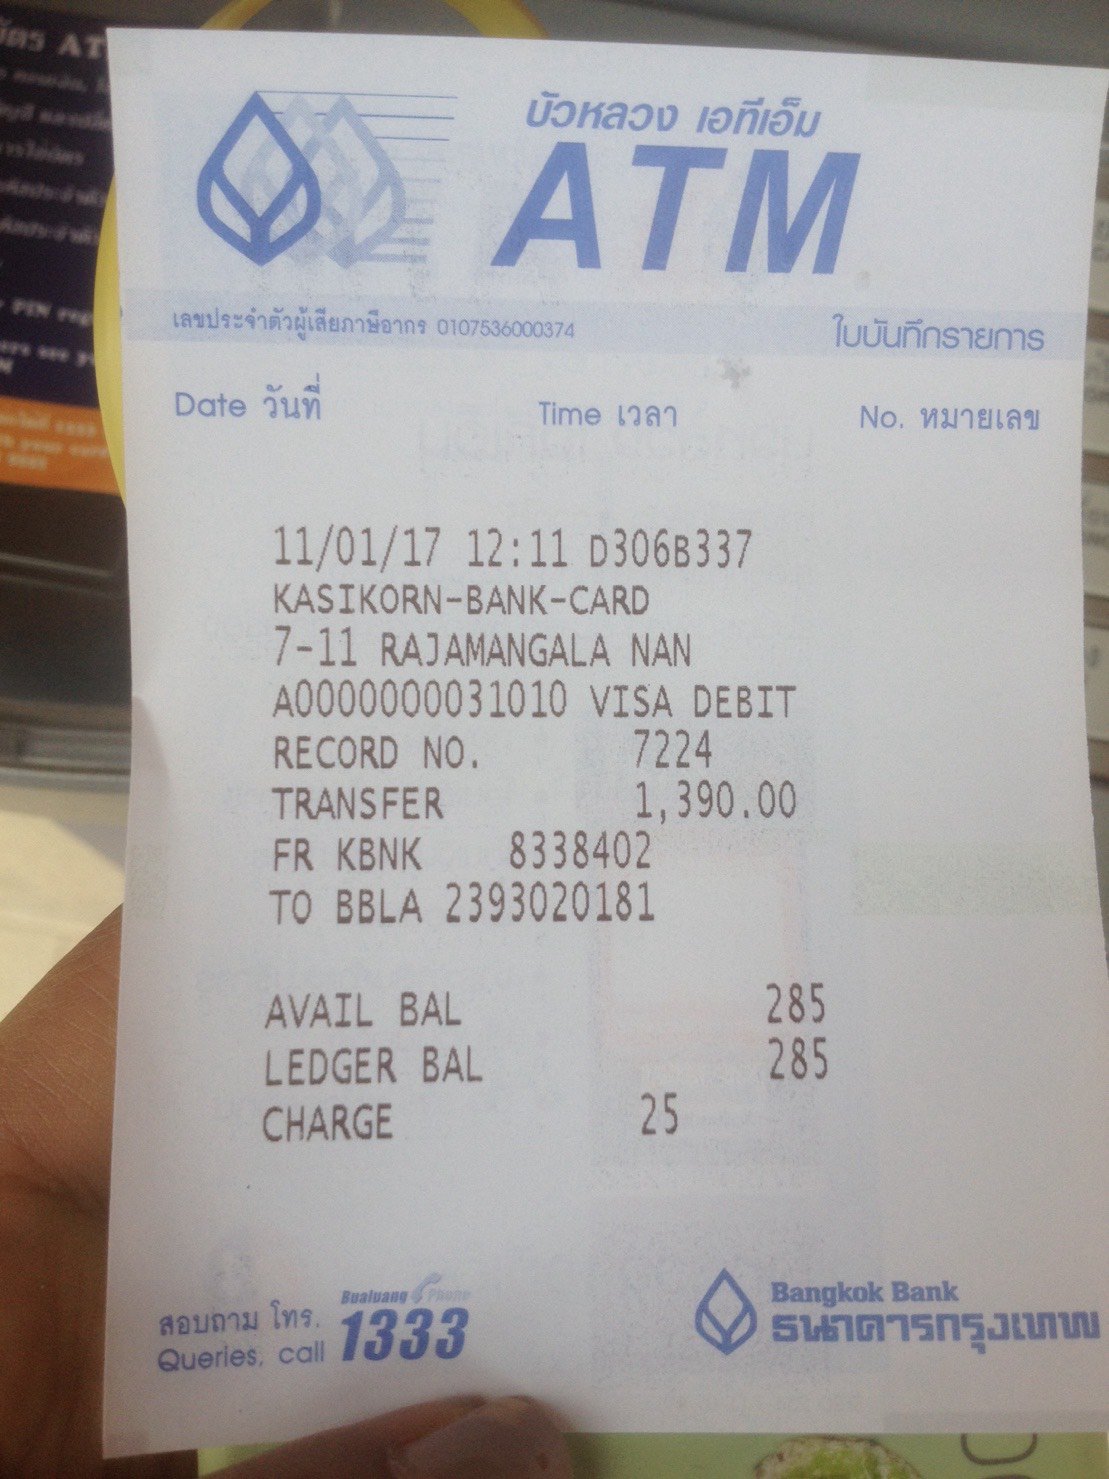 บัวหลวง เอทีเอ็ม
ATM
เลขประจำตัวผู้เสียภาษีอากร 0107536000374
ใบบันทึกรายการ
Date วันที่ Time เวลา No. หมายเลข
11/01/17 12:11 D306B337
KASIKORN-BANK-CARD
7-11 RAJAMANGALA NAN
A0000000031010 VISA DEBIT
RECORD NO. 7224
TRANSFER 1,390.00
FR KBNK 8338402
TO BBLA 2393020181
AVAIL BAL 285
LEDGER BAL 285
CHARGE 25
สอบถาม โทร.
Queries, call
Bualuang Phone
1333
Bangkok Bank
ธนาคารกรุงเทพ